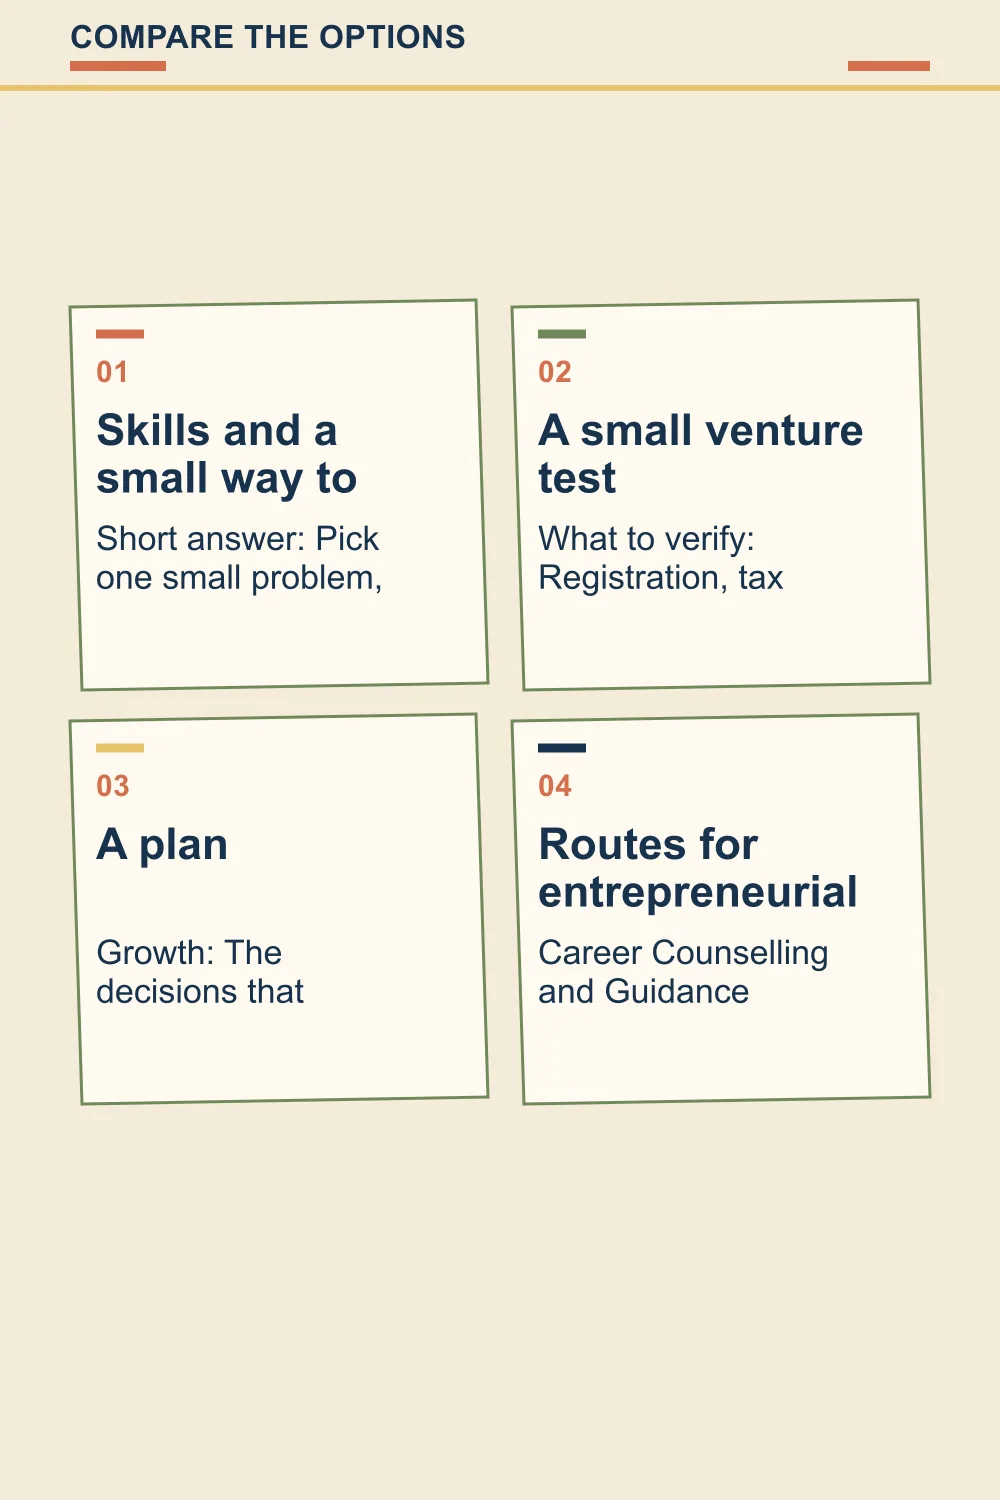 COMPARE THE OPTIONS
01
Skills and a
small way to
Short answer: Pick
one small problem,
02
A small venture
test
What to verify:
Registration, tax
03
A plan
Growth: The
decisions that
04
Routes for
entrepreneurial
Career Counselling
and Guidance